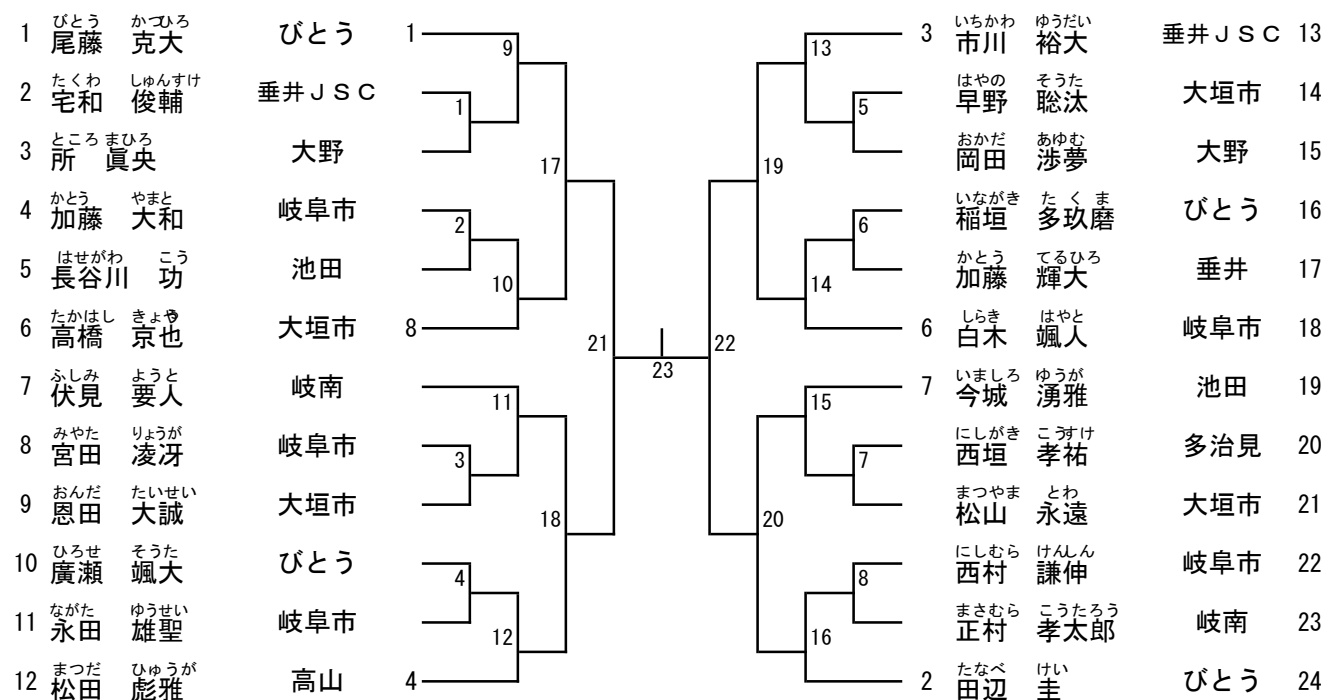 びとう かつひろ
1 尾藤 克大 びとう 1
たくわ しゅんすけ
2 宅和 俊輔 垂井JSC
ところ まひろ
3 所 眞央 大野
かとう やまと
4 加藤 大和 岐阜市
はせがわ こう
5 長谷川 功 池田
たかはし きょうや
6 高橋 京也 大垣市 8
ふしみ ようと
7 伏見 要人 岐南
みやた りょうが
8 宮田 凌冴 岐阜市
おんだ たいせい
9 恩田 大誠 大垣市
ひろせ そうた
10 廣瀬 颯大 びとう
ながた ゆうせい
11 永田 雄聖 岐阜市
まつだ ひゅうが
12 松田 彪雅 高山 4
9
1
17
2
10
21
11
3
18
4
12
23
13
5
19
6
14
22
15
7
20
8
16
いちかわ ゆうだい
3 市川 裕大 垂井JSC 13
はやの そうた
早野 聡汰 大垣市 14
おかだ あゆむ
岡田 渉夢 大野 15
いながき たくま
稲垣 多玖磨 びとう 16
かとう てるひろ
加藤 輝大 垂井 17
しらき はやと
6 白木 颯人 岐阜市 18
いましろ ゆうが
7 今城 湧雅 池田 19
にしがき こうすけ
西垣 孝祐 多治見 20
まつやま とわ
松山 永遠 大垣市 21
にしむら けんしん
西村 謙伸 岐阜市 22
まさむら こうたろう
正村 孝太郎 岐南 23
たなべ けい
2 田辺 圭 びとう 24